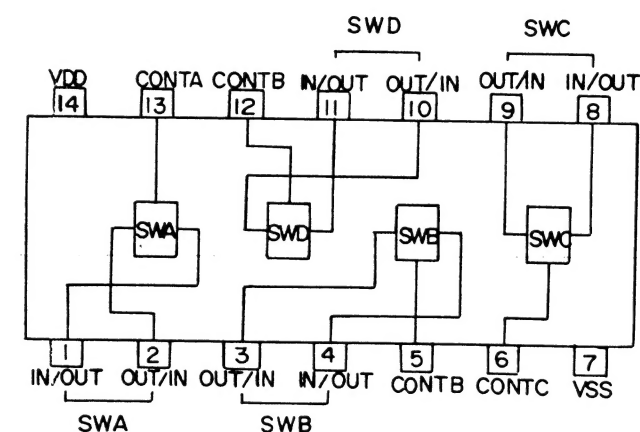 SWD SWC
VDD CONTA CONTB IN/OUT OUT/IN OUT/IN IN/OUT
14 13 12 11 10 9 8
SWA SWD SWB SWC
1 2 3 4 5 6 7
IN/OUT OUT/IN OUT/IN IN/OUT CONTB CONTC VSS
SWA SWB